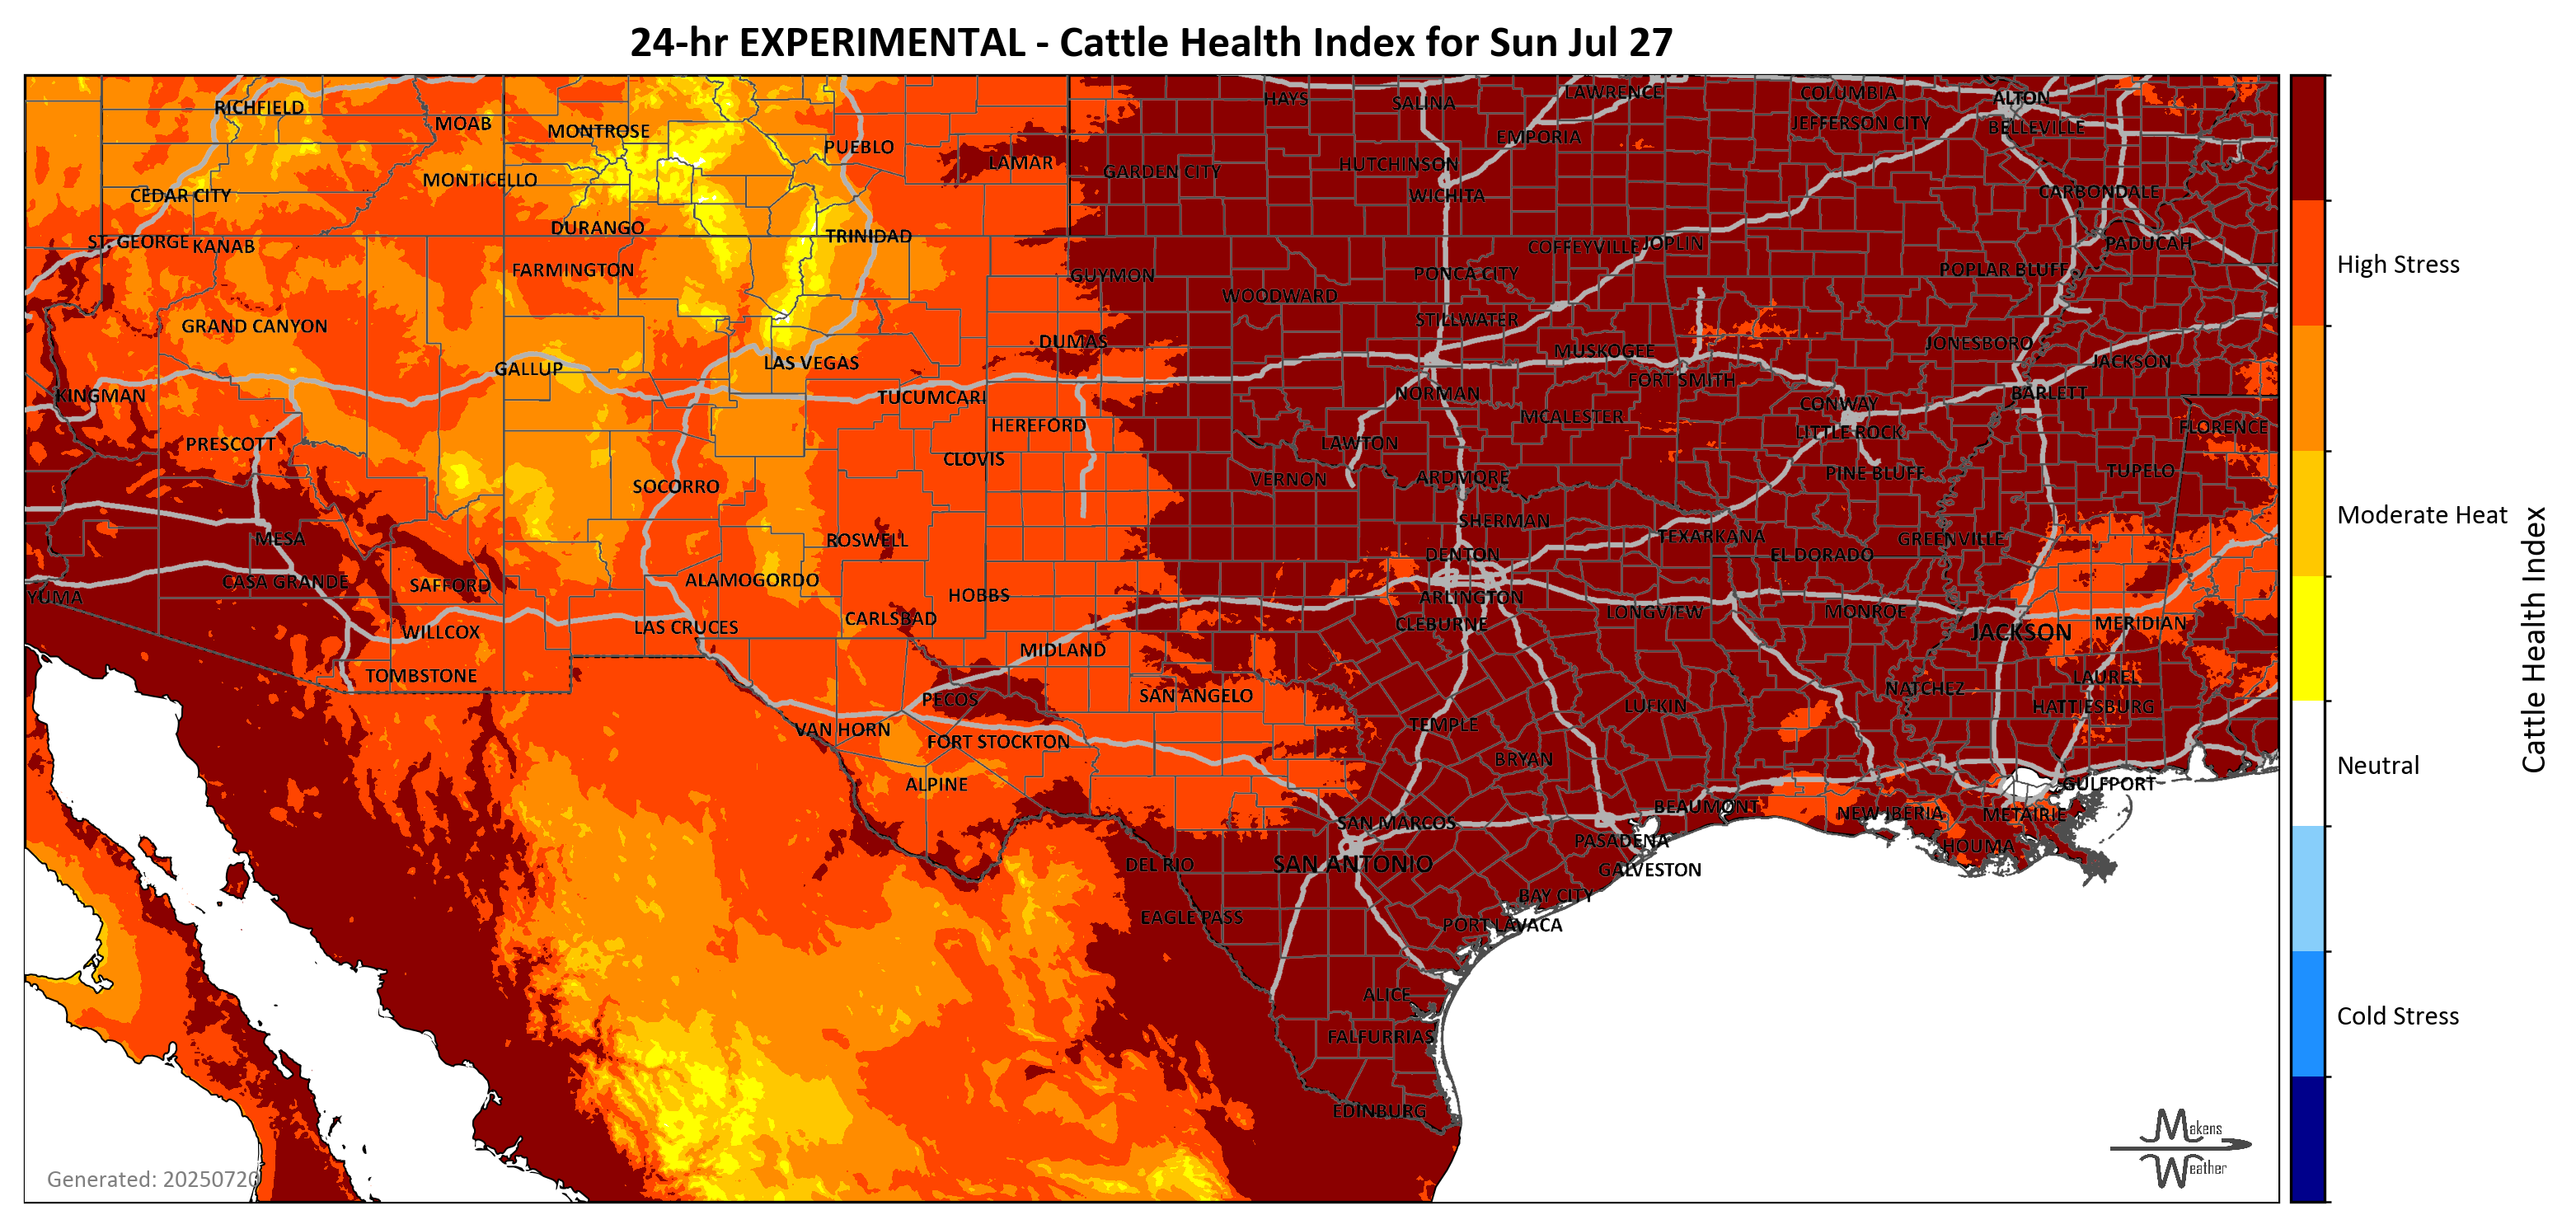 24-hr EXPERIMENTAL - Cattle Health Index for Sun Jul 27
RICHFIELD
MOAB
MONTROSE
PUEBLO
LAMAR
HAYS
SALINA
LAWRENCE
COLUMBIA
ALTON
JEFFERSON CITY
BELLEVILLE
EMPORIA
GARDEN CITY
HUTCHINSON
WICHITA
CEDAR CITY
MONTICELLO
CARBONDALE
ST. GEORGE
KANAB
DURANGO
TRINIDAD
COFFEYVILLE
JOPLIN
PADUCAH
FARMINGTON
GUYMON
PONCA CITY
POPLAR BLUFF
High Stress
WOODWARD
GRAND CANYON
STILLWATER
DUMAS
MUSKOGEE
JONESBORO
JACKSON
GALLUP
LAS VEGAS
FORT SMITH
KINGMAN
TUCUMCARI
NORMAN
CONWAY
BARLETT
HEREFORD
MCALESTER
LITTLE ROCK
FLORENCE
PRESCOTT
LAWTON
CLOVIS
PINE BLUFF
TUPELO
SOCORRO
VERNON
ARDMORE
SHERMAN
Moderate Heat
MESA
ROSWELL
TEXARKANA
GREENVILLE
DENTON
EL DORADO
CASA GRANDE
SAFFORD
ALAMOGORDO
YUMA
HOBBS
ARLINGTON
LONGVIEW
MONROE
CARLSBAD
CLEBURNE
WILLCOX
LAS CRUCES
JACKSON
MERIDIAN
Cattle Health Index
MIDLAND
TOMBSTONE
LAUREL
PECOS
SAN ANGELO
NATCHEZ
LUFKIN
HATTIESBURG
VAN HORN
FORT STOCKTON
TEMPLE
BRYAN
Neutral
ALPINE
GULFPORT
BEAUMONT
NEW IBERIA
METAIRIE
SAN MARCOS
PASADENA
HOUMA
DEL RIO
SAN ANTONIO
GALVESTON
BAY CITY
EAGLE PASS
PORT LAVACA
ALICE
Cold Stress
FALFURRIAS
EDINBURG
Makens
Weather
Generated: 20250720